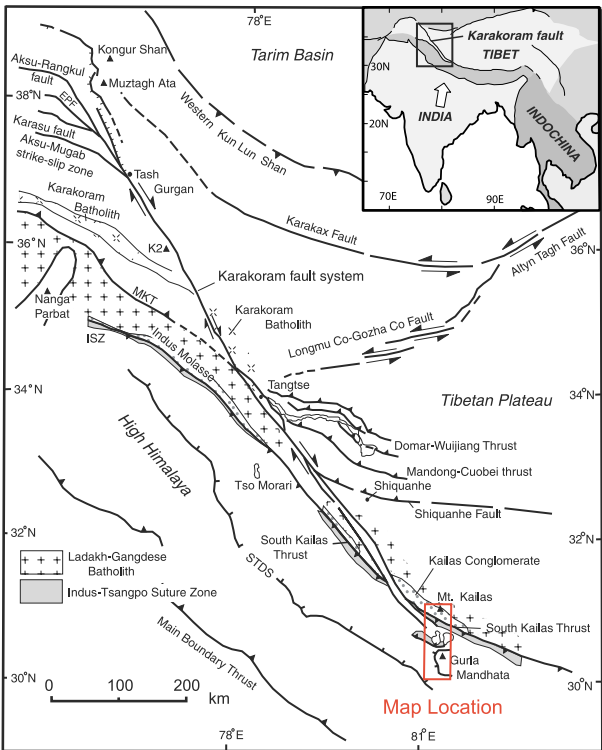 78°E
Kongur Shan
Tarim Basin
Aksu-Rangkul
fault
Muztagh Ata
38°N
EPF
Karasu fault
Aksu-Mugab
strike-slip zone
Western Kun Lun Shan
Tash
Gurgan
Karakoram
Batholith
36°N
K2
Karakax Fault
Altyn Tagh Fault
36°N
Karakoram fault system
Nanga
Parbat
MKT
Karakoram
Batholith
ISZ
Indus Molasse
Longmu Co-Gozha Co Fault
34°N
Tangtse
34°N
Tibetan Plateau
High Himalaya
Domar-Wuijiang Thrust
Mandong-Cuobei thrust
Tso Morari
Shiquanhe
Shiquanhe Fault
32°N
South Kailas
Thrust
32°N
STDS
Kailas Conglomerate
Ladakh-Gangdese
Batholith
Mt. Kailas
Indus-Tsangpo Suture Zone
South Kailas Thrust
Main Boundary Thrust
Gurla
Mandhata
30°N
30°N
0 100 200
km
Map Location
78°E
81°E
Karakoram fault
TIBET
30N
INDIA
20N
INDOCHINA
70E
90E